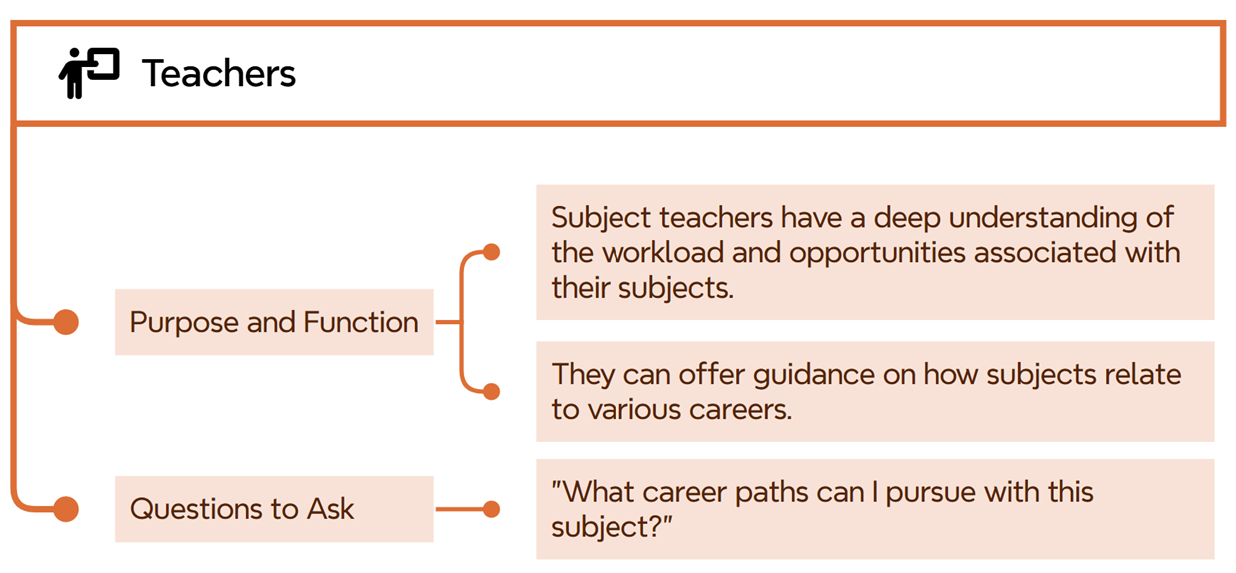 Teachers
Purpose and Function
Subject teachers have a deep understanding of
the workload and opportunities associated with
their subjects.
They can offer guidance on how subjects relate
to various careers.
Questions to Ask
"What career paths can I pursue with this
subject?"